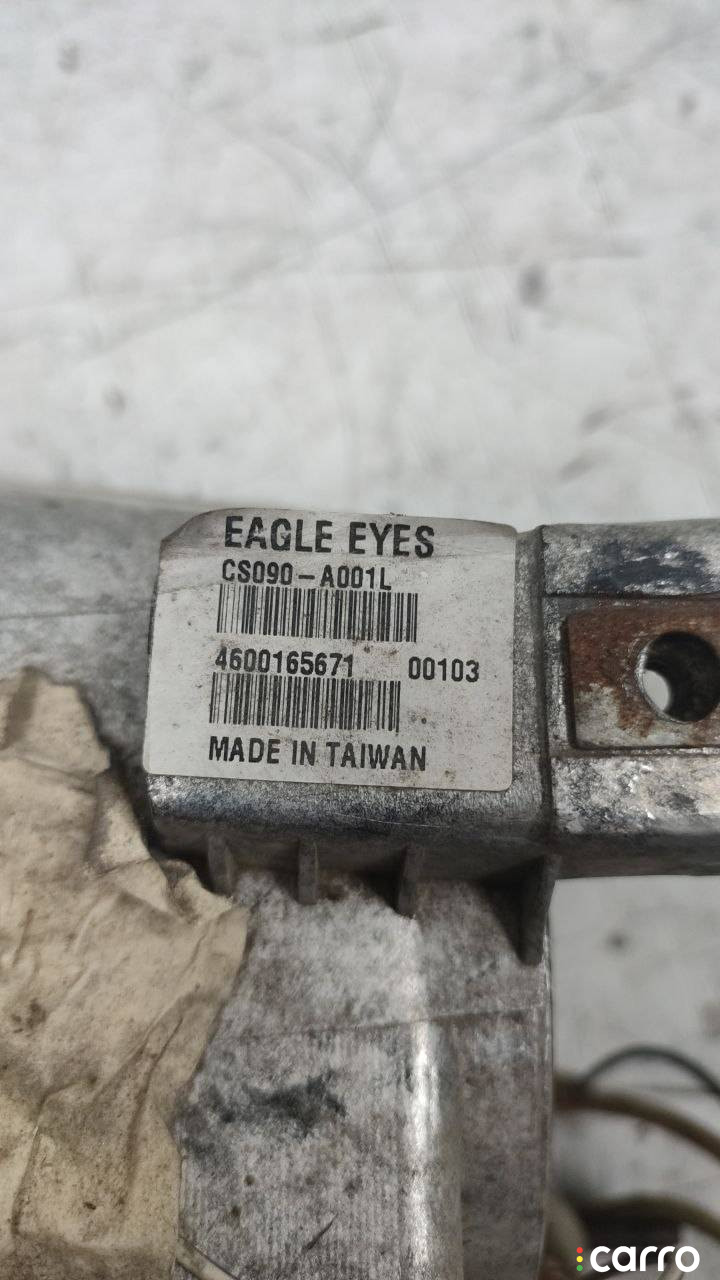 EAGLE EYES
CS090-A001L
4600165671 00103
MADE IN TAIWAN
carro